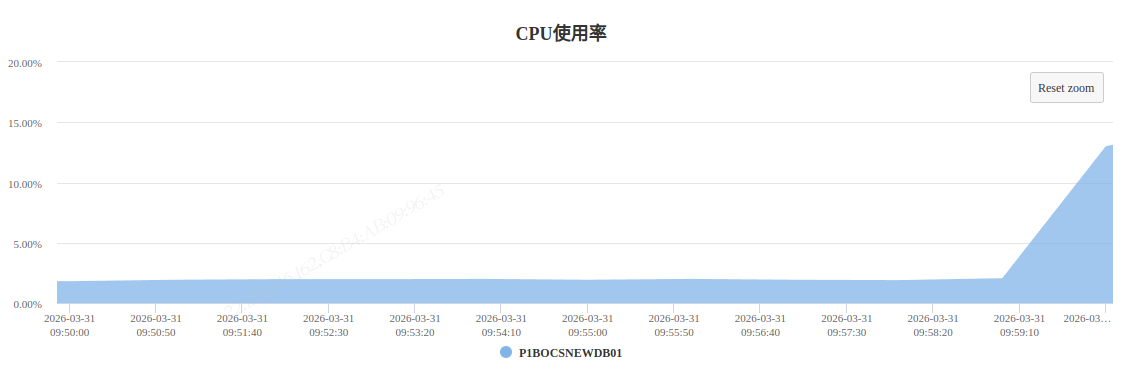 CPU使用率
20.00%
Reset zoom
15.00%
10.00%
5.00%
0.00%
2026-03-31 2026-03-31 2026-03-31 2026-03-31 2026-03-31 2026-03-31 2026-03-31 2026-03-31 2026-03-31 2026-03-31 2026-03-31 2026-03-31 2026-03...
09:50:00 09:50:50 09:51:40 09:52:30 09:53:20 09:54:10 09:55:00 09:55:50 09:56:40 09:57:30 09:58:20 09:59:10
P1BOCSNEWDB01